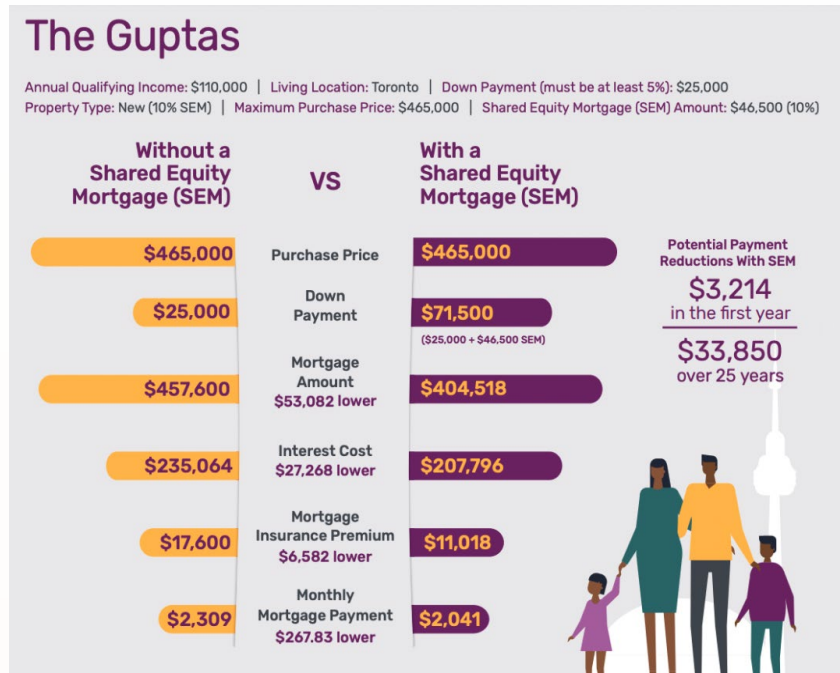 The Guptas
Annual Qualifying Income: $110,000 | Living Location: Toronto | Down Payment (must be at least 5%): $25,000
Property Type: New (10% SEM) | Maximum Purchase Price: $465,000 | Shared Equity Mortgage (SEM) Amount: $46,500 (10%)
Without a
Shared Equity
Mortgage (SEM)
VS
With a
Shared Equity
Mortgage (SEM)
$465,000
Purchase Price
$465,000
$25,000
Down
Payment
$71,500
($25,000 + $46,500 SEM)
$457,600
Mortgage
Amount
$53,082 lower
$404,518
$235,064
Interest Cost
$27,268 lower
$207,796
$17,600
Mortgage
Insurance Premium
$6,582 lower
$11,018
$2,309
Monthly
Mortgage Payment
$267.83 lower
$2,041
Potential Payment
Reductions With SEM
$3,214
in the first year
$33,850
over 25 years